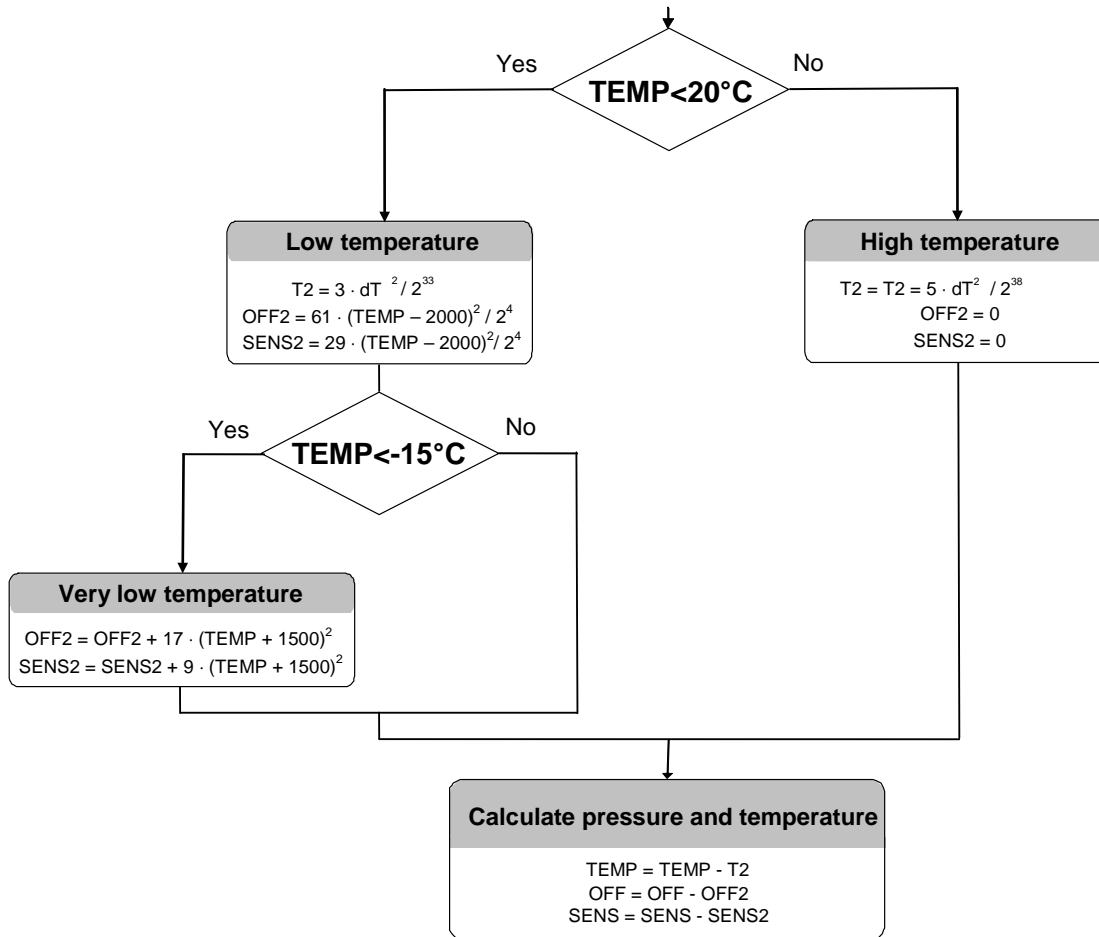 Yes
No
TEMP<20°C
Low temperature
T2 = 3 · dT ² / 2³³
OFF2 = 61 · (TEMP – 2000)² / 2⁴
SENS2 = 29 · (TEMP – 2000)²/ 2⁴
High temperature
T2 = T2 = 5 · dT² / 2³⁸
OFF2 = 0
SENS2 = 0
Yes
No
TEMP<-15°C
Very low temperature
OFF2 = OFF2 + 17 · (TEMP + 1500)²
SENS2 = SENS2 + 9 · (TEMP + 1500)²
Calculate pressure and temperature
TEMP = TEMP - T2
OFF = OFF - OFF2
SENS = SENS - SENS2